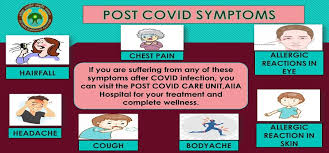 POST COVID SYMPTOMS
HAIRFALL
CHEST PAIN
ALLERGIC
REACTIONS IN
EYE
If you are suffering from any of these
symptoms after COVID infection, you
can visit the POST COVID CARE UNIT,AIIA
Hospital for your treatment and
complete wellness.
HEADACHE
COUGH
BODYACHE
ALLERGIC
REACTION IN
SKIN